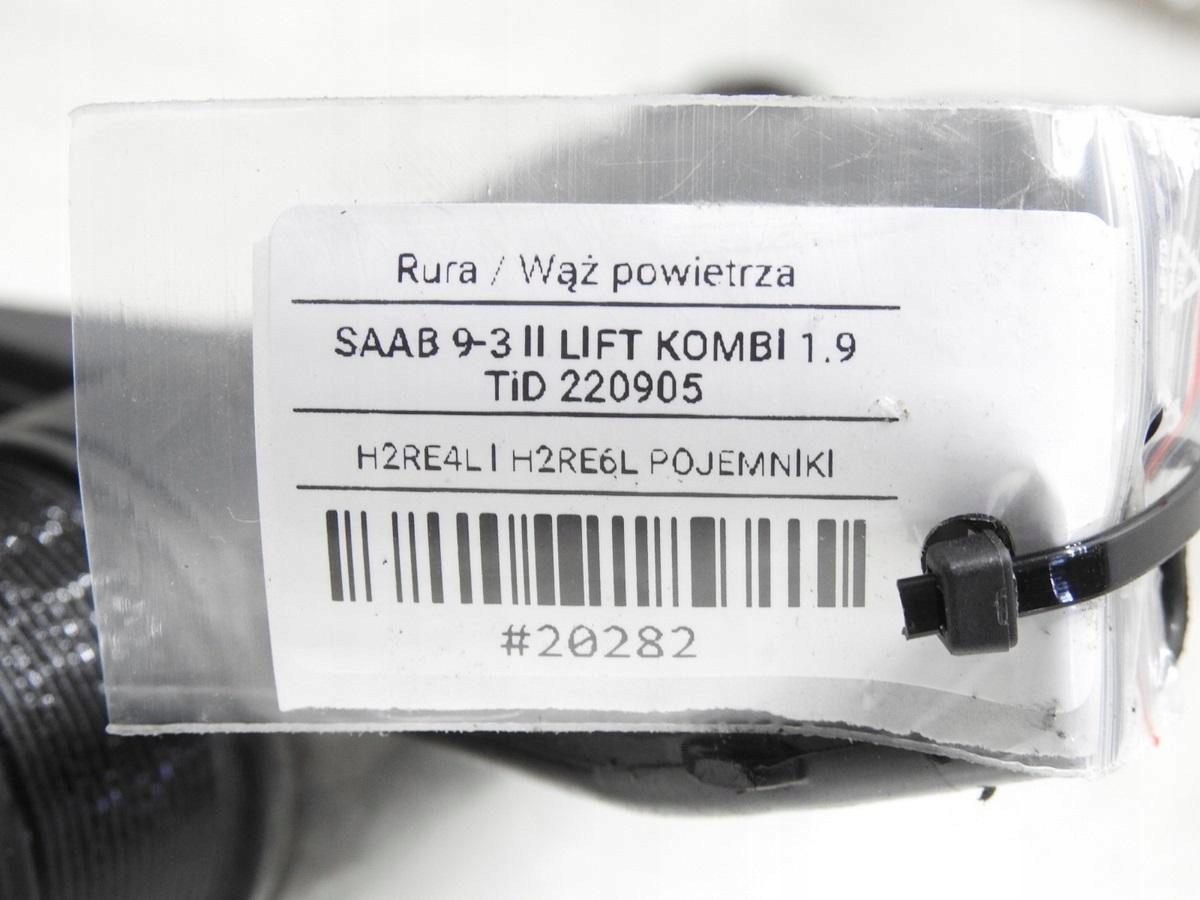 Rura / Wąż powietrza
SAAB 9-3 II LIFT KOMBI 1.9
TiD 220905
H2RE4L I H2RE6L POJEMNIKI
#20282